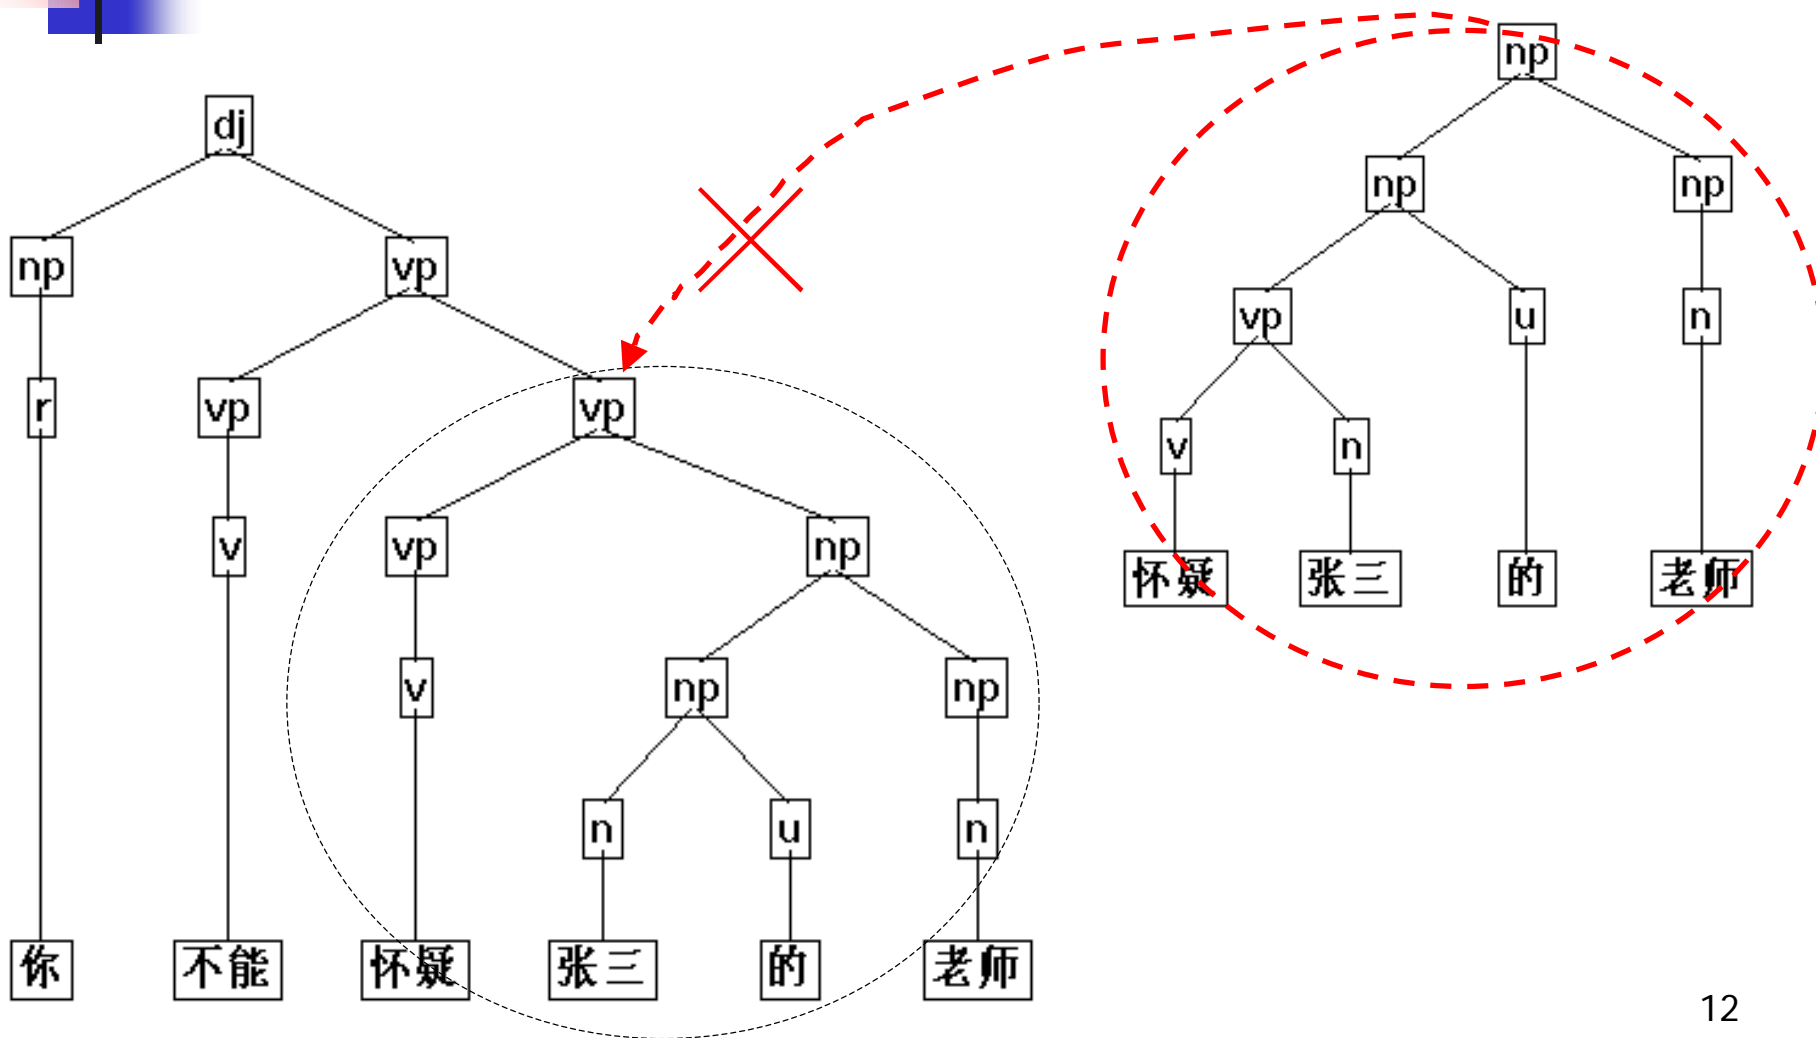 np
dj
np np
np vp
vp u n
r vp vp
v n
v vp np
怀疑 张三 的 老师
v np np
n u n
你 不能 怀疑 张三 的 老师
12